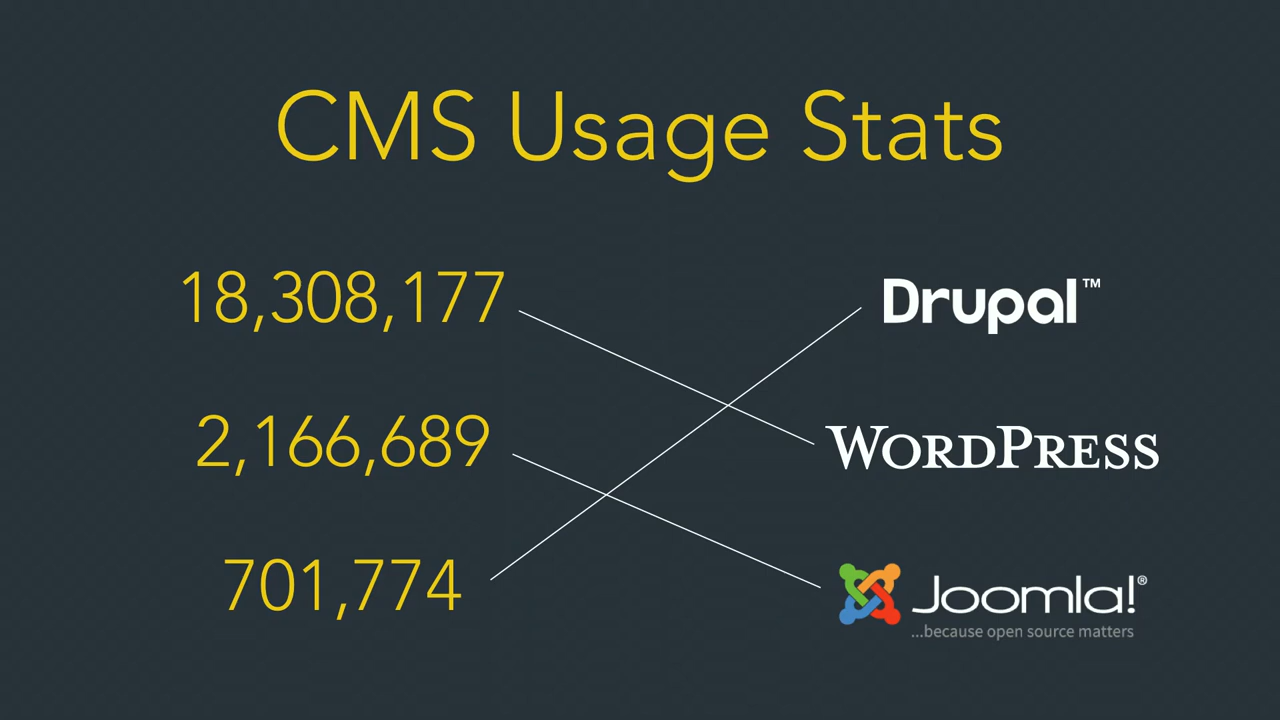 CMS Usage Stats
18,308,177
Drupal™
2,166,689
WORDPRESS
701,774
Joomla!®
...because open source matters